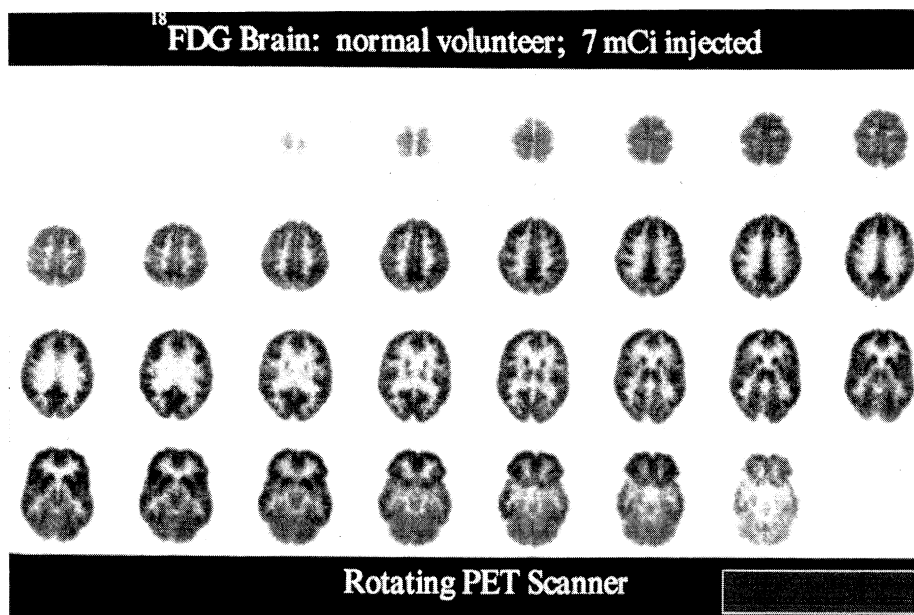 18FDG Brain: normal volunteer; 7 mCi injected
Rotating PET Scanner